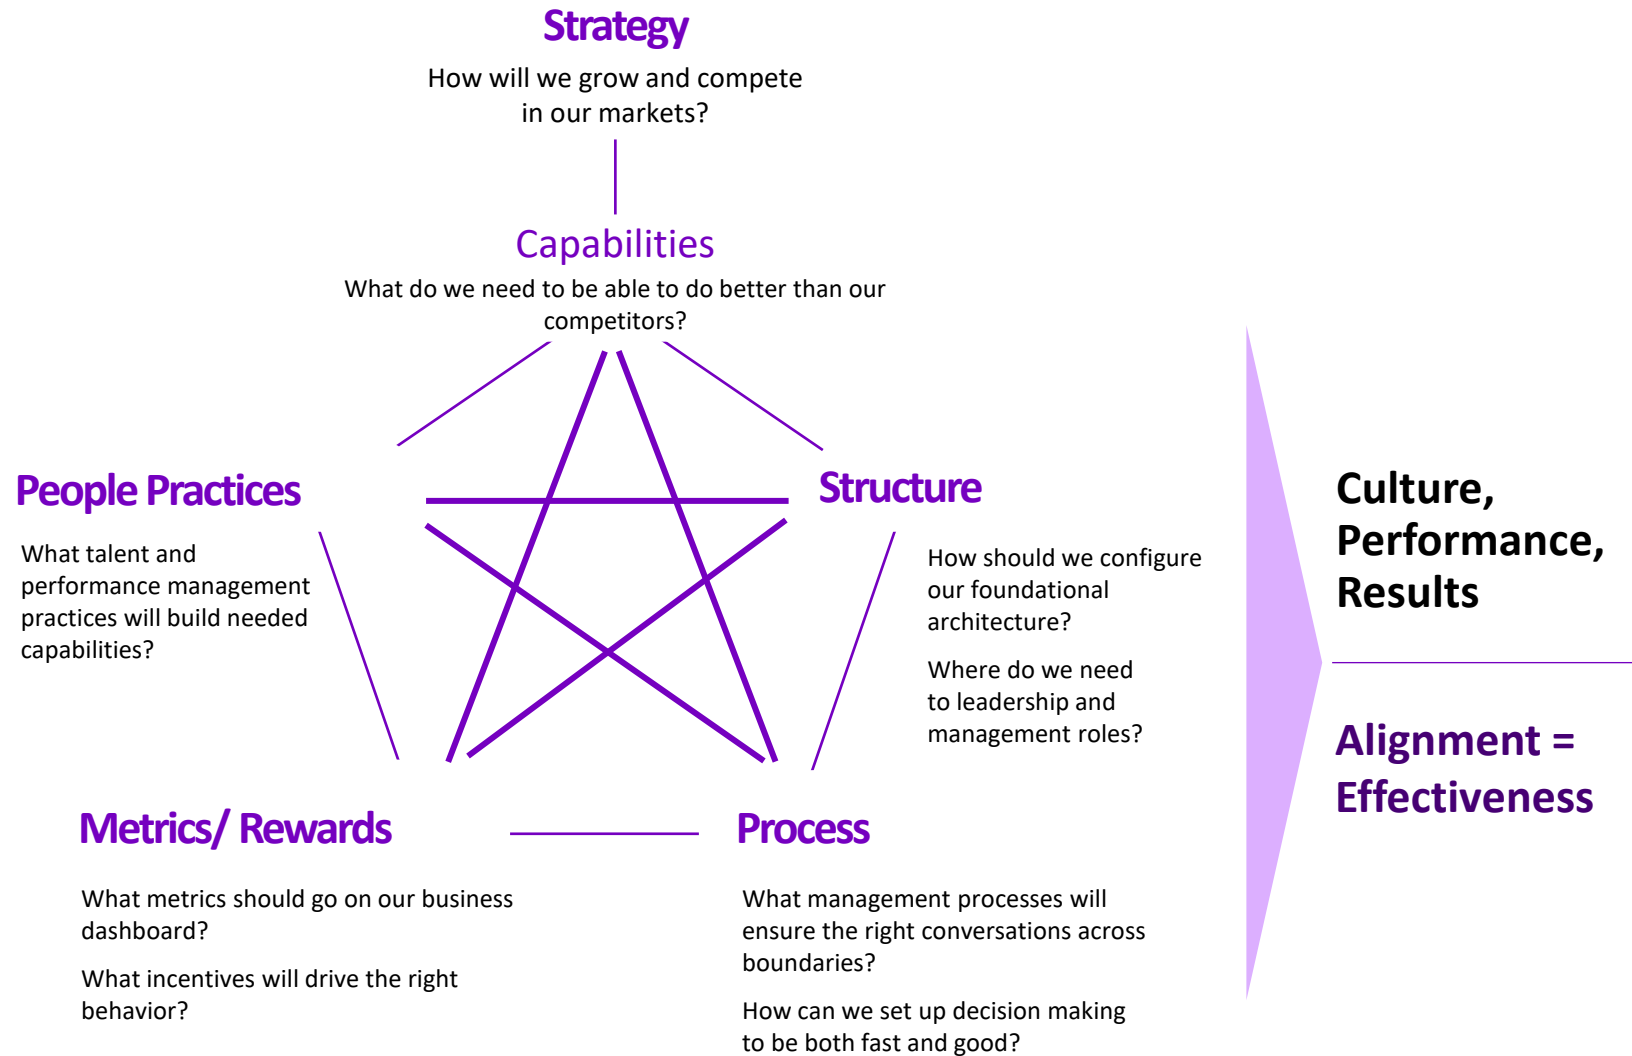 Strategy
How will we grow and compete
in our markets?
Capabilities
What do we need to be able to do better than our
competitors?
People Practices
What talent and
performance management
practices will build needed
capabilities?
Structure
How should we configure
our foundational
architecture?
Where do we need
to leadership and
management roles?
Metrics/ Rewards
What metrics should go on our business
dashboard?
What incentives will drive the right
behavior?
Process
What management processes will
ensure the right conversations across
boundaries?
How can we set up decision making
to be both fast and good?
Culture,
Performance,
Results
Alignment =
Effectiveness